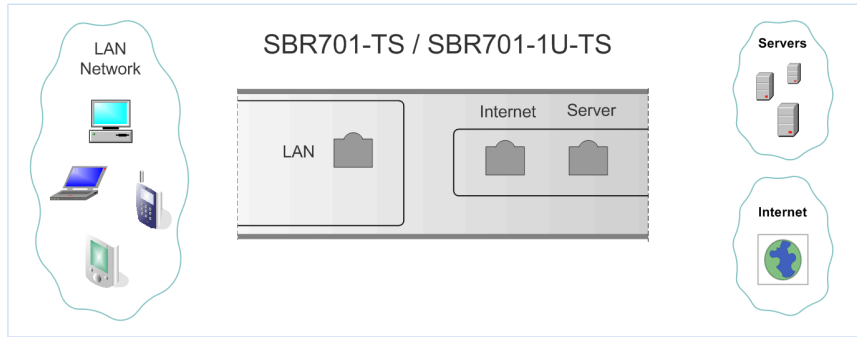 LAN
Network
SBR701-TS / SBR701-1U-TS
LAN
Internet
Server
Servers
Internet